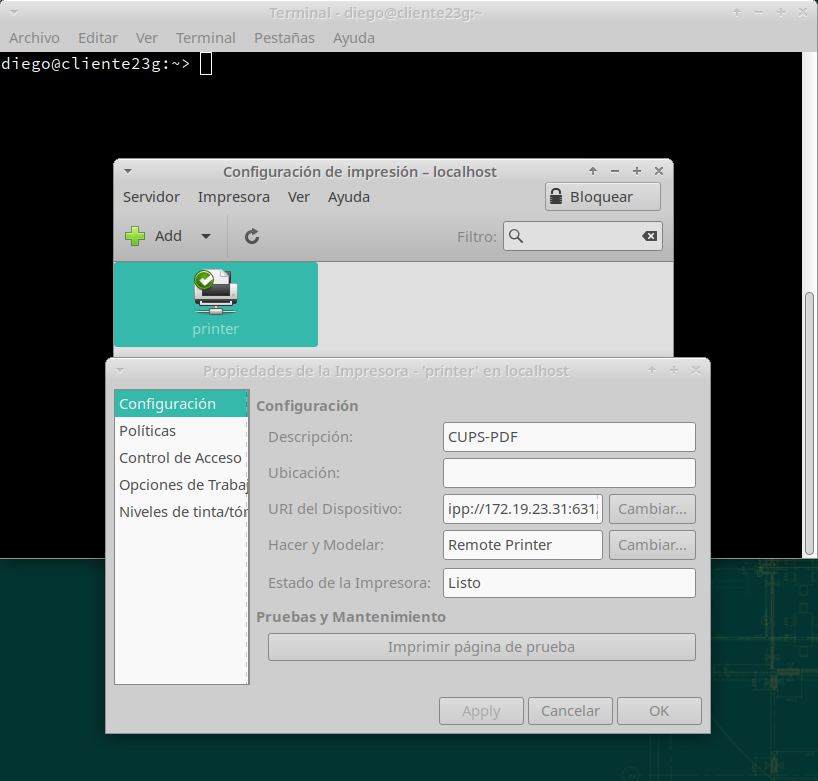 Terminal - diego@cliente23g:~
Archivo Editar Ver Terminal Pestañas Ayuda
diego@cliente23g:~>
Configuración de impresión – localhost
Servidor Impresora Ver Ayuda Bloquear
Add Filtro:
printer
Propiedades de la Impresora - 'printer' en localhost
Configuración
Políticas
Control de Acceso
Opciones de Trabaj
Niveles de tinta/tór
Configuración
Descripción: CUPS-PDF
Ubicación:
URI del Dispositivo: ipp://172.19.23.31:631/ Cambiar...
Hacer y Modelar: Remote Printer Cambiar...
Estado de la Impresora: Listo
Pruebas y Mantenimiento
Imprimir página de prueba
Apply Cancelar OK